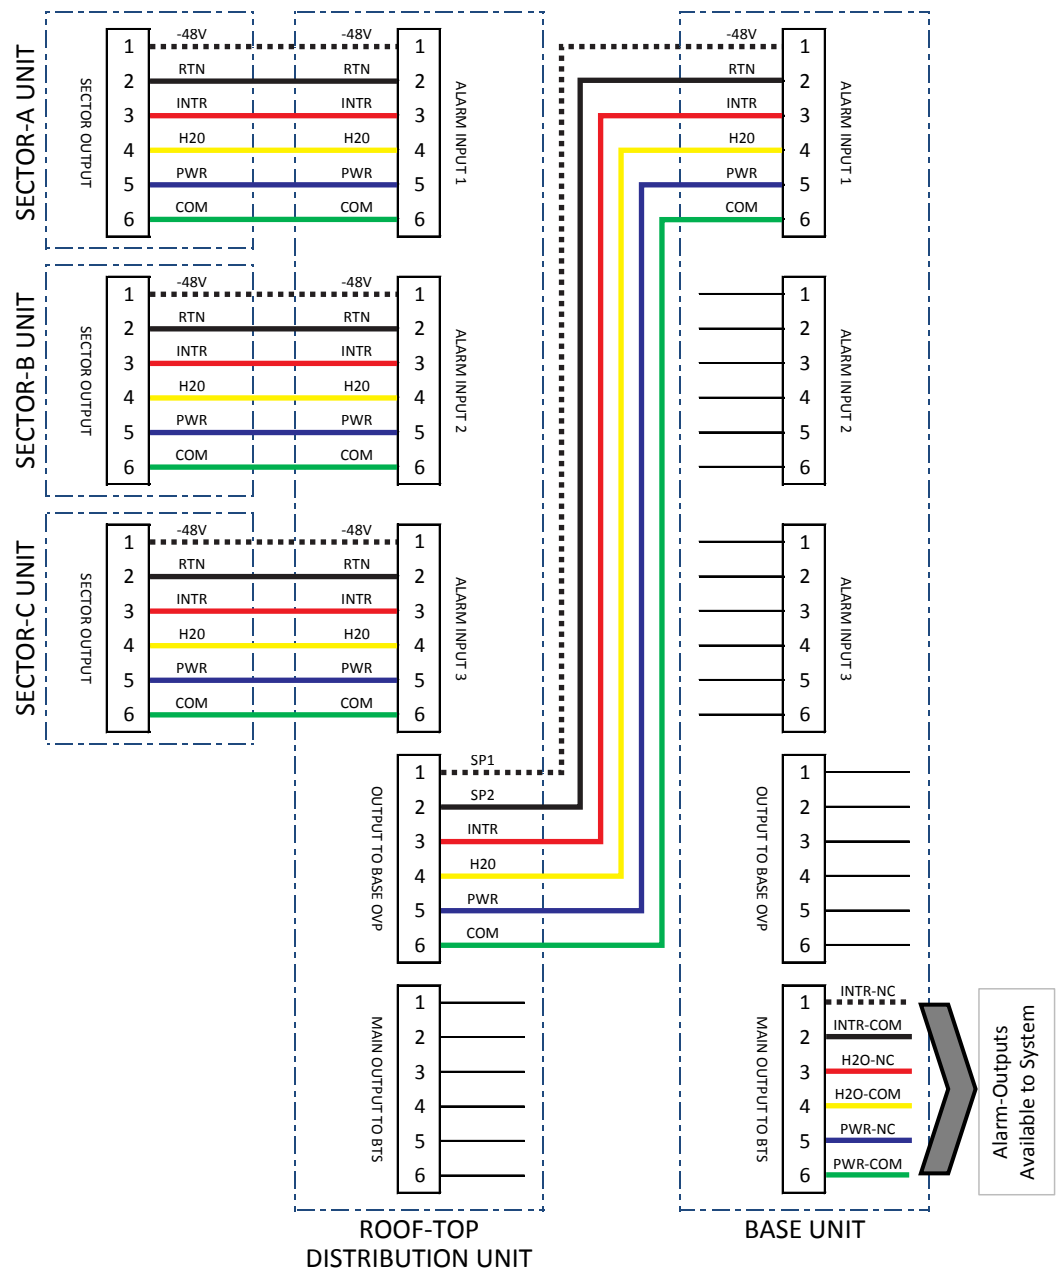 SECTOR-A UNIT
SECTOR OUTPUT
1 -48V -48V 1
2 RTN RTN 2
3 INTR INTR 3
4 H20 H20 4
5 PWR PWR 5
6 COM COM 6
ALARM INPUT 1
SECTOR-B UNIT
SECTOR OUTPUT
1 -48V -48V 1
2 RTN RTN 2
3 INTR INTR 3
4 H20 H20 4
5 PWR PWR 5
6 COM COM 6
ALARM INPUT 2
SECTOR-C UNIT
SECTOR OUTPUT
1 -48V -48V 1
2 RTN RTN 2
3 INTR INTR 3
4 H20 H20 4
5 PWR PWR 5
6 COM COM 6
ALARM INPUT 3
OUTPUT TO BASE OVP
1 SP1
2 SP2
3 INTR
4 H20
5 PWR
6 COM
MAIN OUTPUT TO BTS
1
2
3
4
5
6
ROOF-TOP
DISTRIBUTION UNIT
-48V 1
RTN 2
INTR 3
H20 4
PWR 5
COM 6
ALARM INPUT 1
1
2
3
4
5
6
ALARM INPUT 2
1
2
3
4
5
6
ALARM INPUT 3
OUTPUT TO BASE OVP
1
2
3
4
5
6
MAIN OUTPUT TO BTS
1 INTR-NC
2 INTR-COM
3 H2O-NC
4 H2O-COM
5 PWR-NC
6 PWR-COM
BASE UNIT
Alarm-Outputs
Available to System